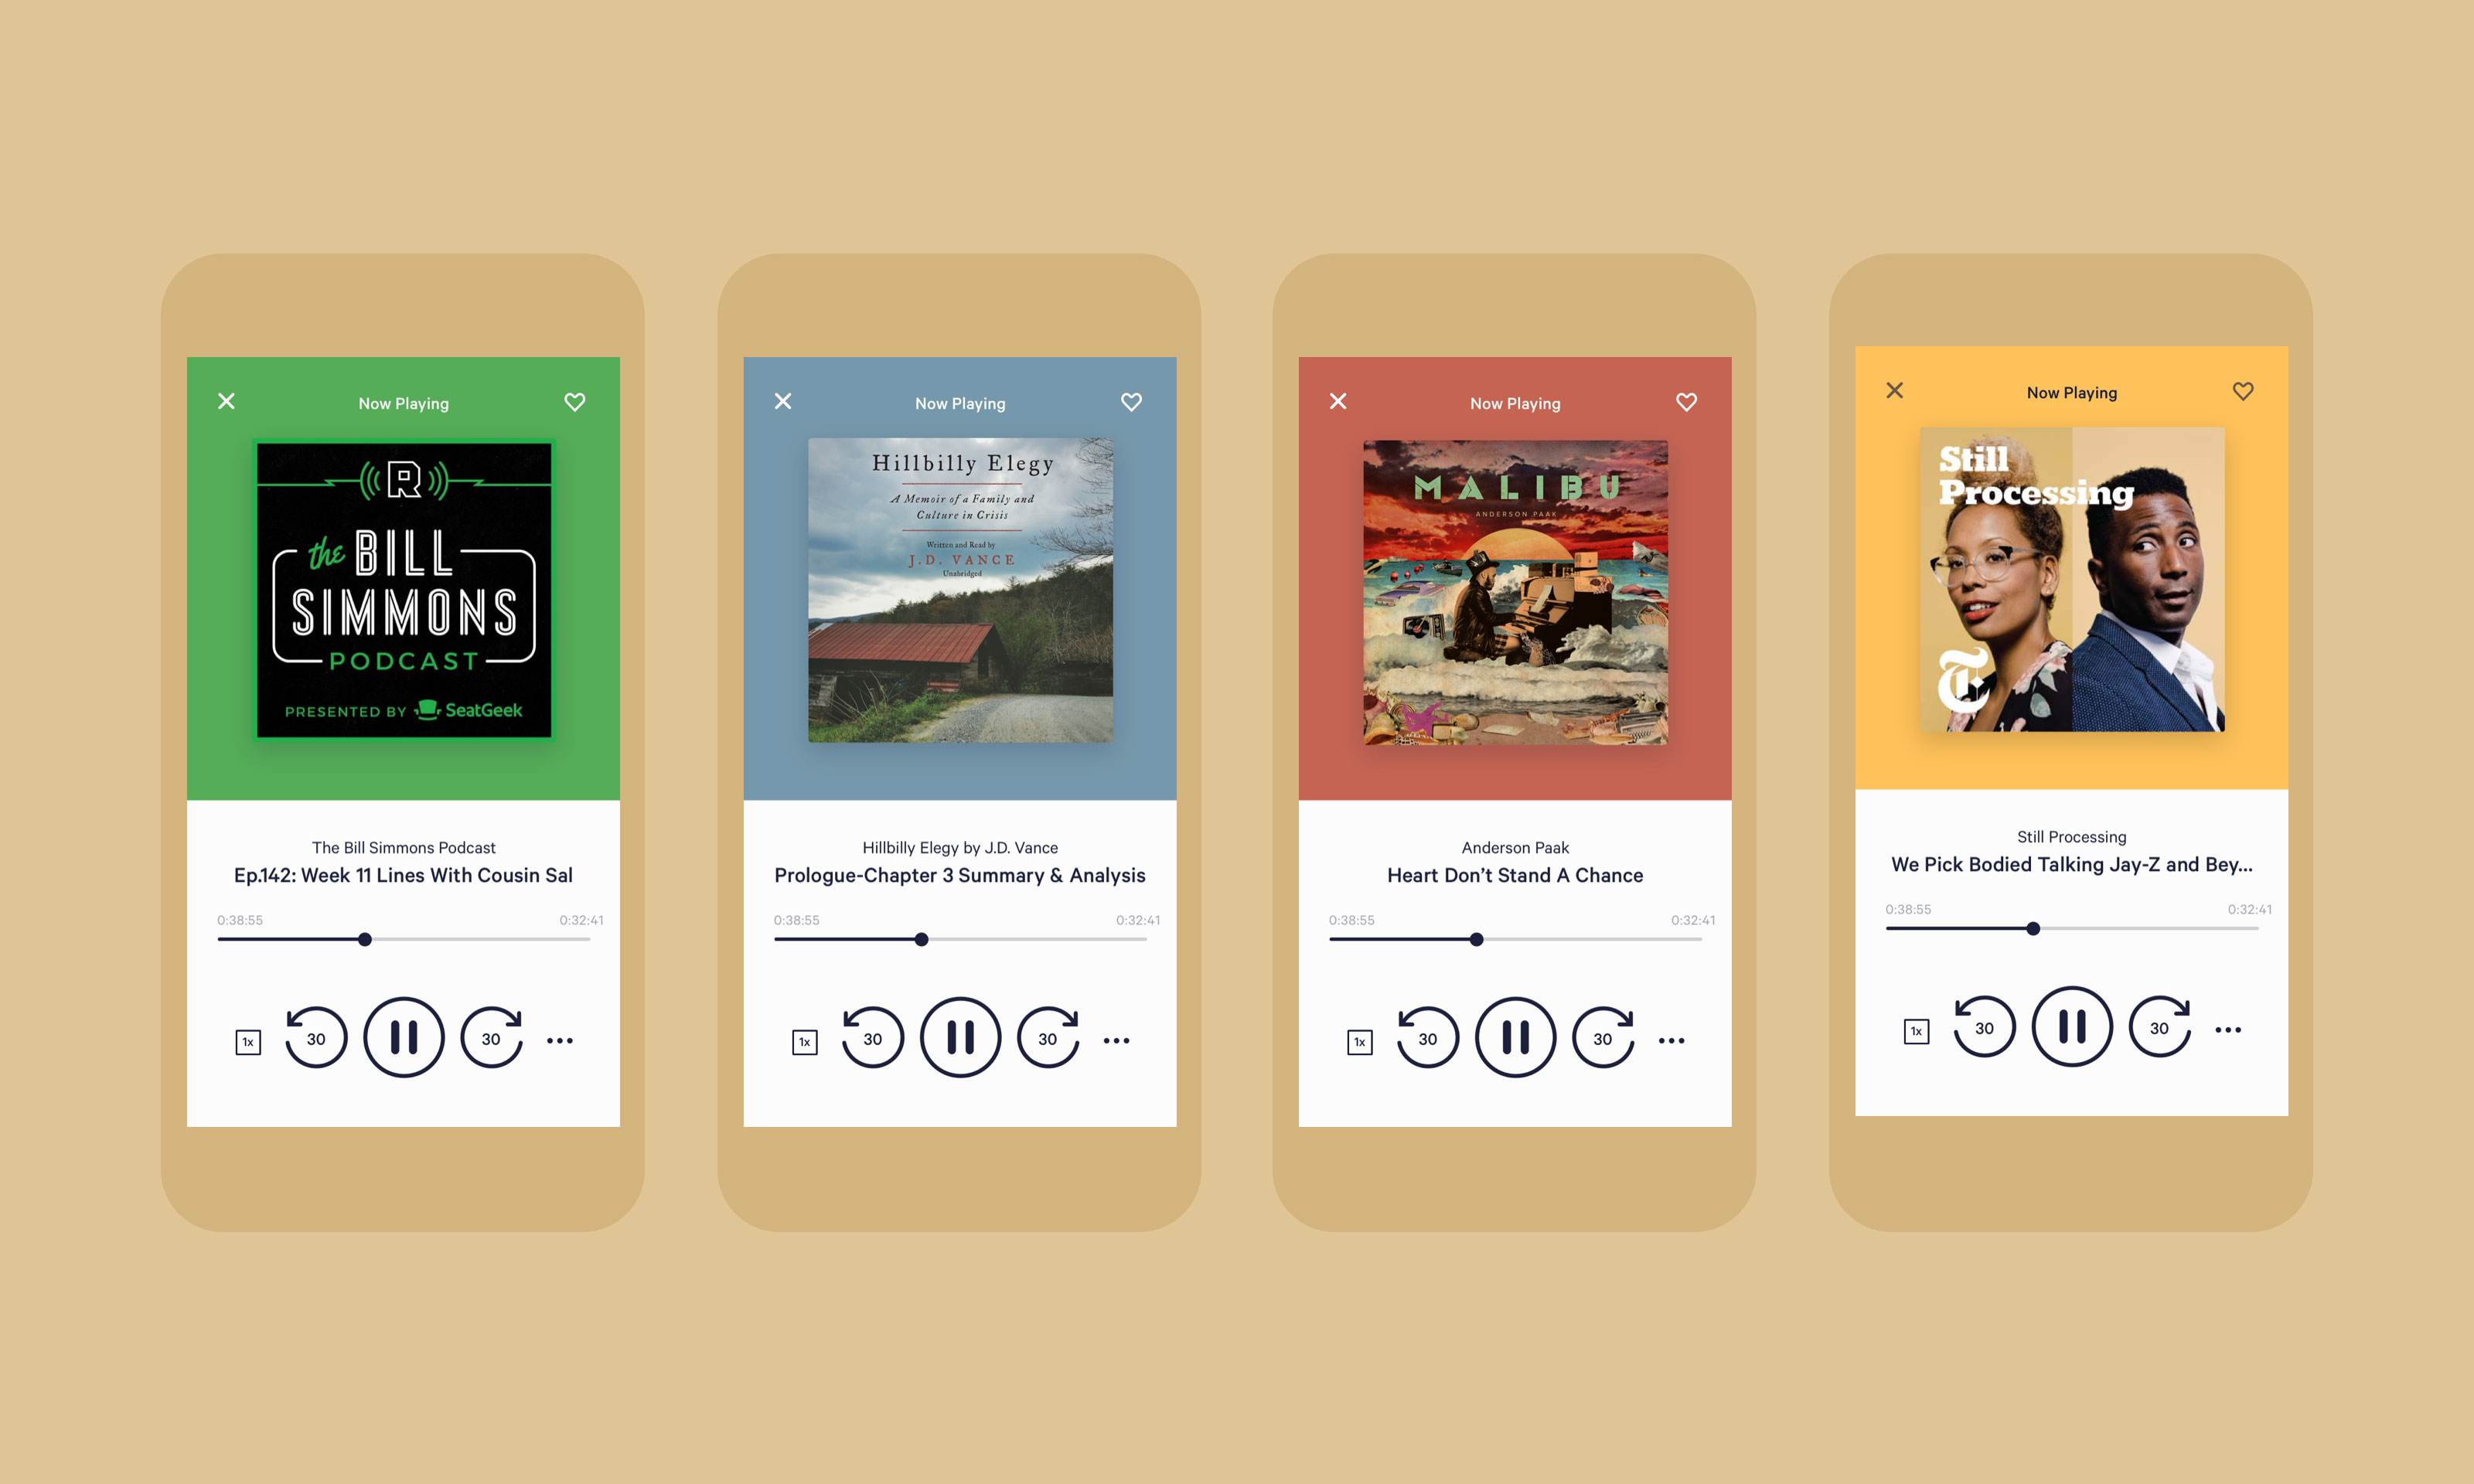 Now Playing
R
the BILL
SIMMONS
PODCAST
PRESENTED BY SeatGeek
The Bill Simmons Podcast
Ep.142: Week 11 Lines With Cousin Sal
0:38:55 0:32:41
1x 30 30
Now Playing
Hillbilly Elegy
A Memoir of a Family and
Culture in Crisis
Written and Read by
J.D. VANCE
Unabridged
Hillbilly Elegy by J.D. Vance
Prologue-Chapter 3 Summary & Analysis
0:38:55 0:32:41
1x 30 30
Now Playing
MALIBU
ANDERSON PAAK
Anderson Paak
Heart Don’t Stand A Chance
0:38:55 0:32:41
1x 30 30
Now Playing
Still
Processing
T
Still Processing
We Pick Bodied Talking Jay-Z and Bey...
0:38:55 0:32:41
1x 30 30